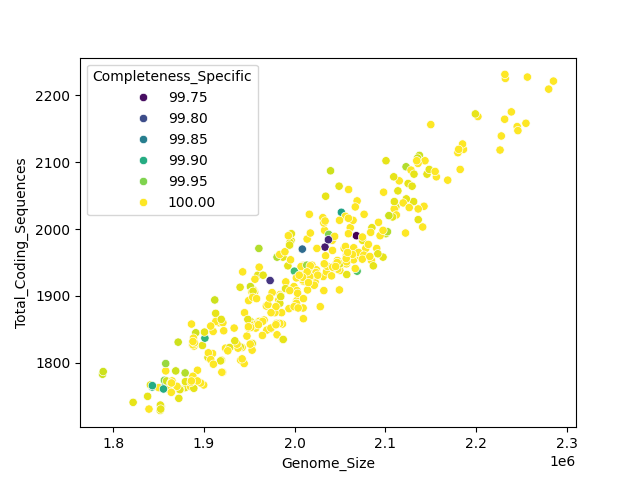 Completeness_Specific
99.75
99.80
99.85
99.90
99.95
100.00
Total_Coding_Sequences
2200
2100
2000
1900
1800
1.8 1.9 2.0 2.1 2.2 2.3
1e6
Genome_Size